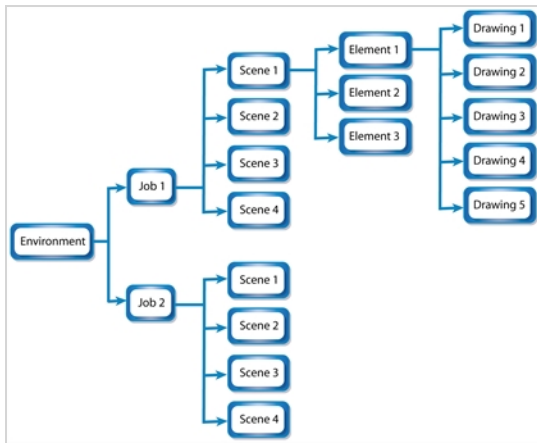 Environment
Job 1
Scene 1
Element 1
Drawing 1
Drawing 2
Drawing 3
Drawing 4
Drawing 5
Element 2
Element 3
Scene 2
Scene 3
Scene 4
Job 2
Scene 1
Scene 2
Scene 3
Scene 4